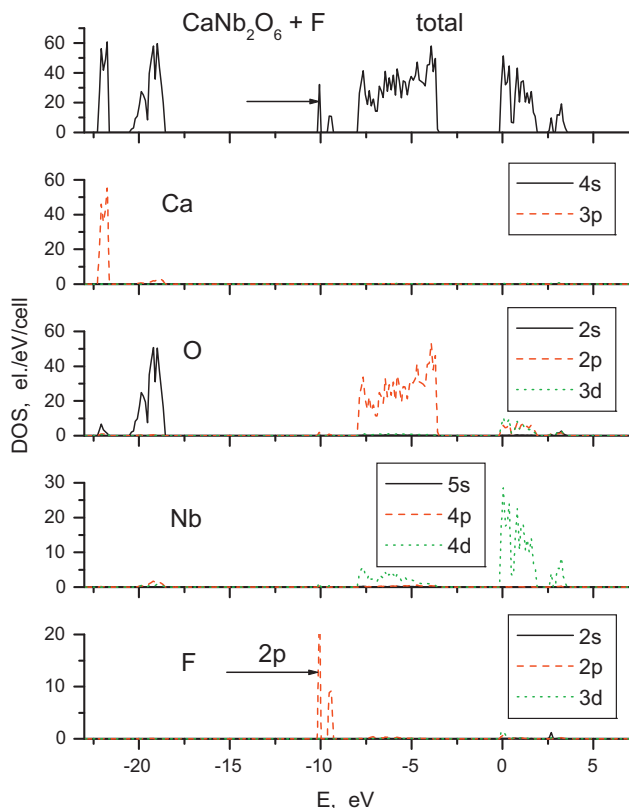 CaNb₂O₆ + F total
60
40
20
0
Ca
4s
3p
60
40
20
0
O
2s
2p
3d
60
40
20
0
DOS, el./eV/cell
Nb
5s
4p
4d
30
20
10
0
F
2p
2s
2p
3d
20
10
0
-20 -15 -10 -5 0 5
E, eV